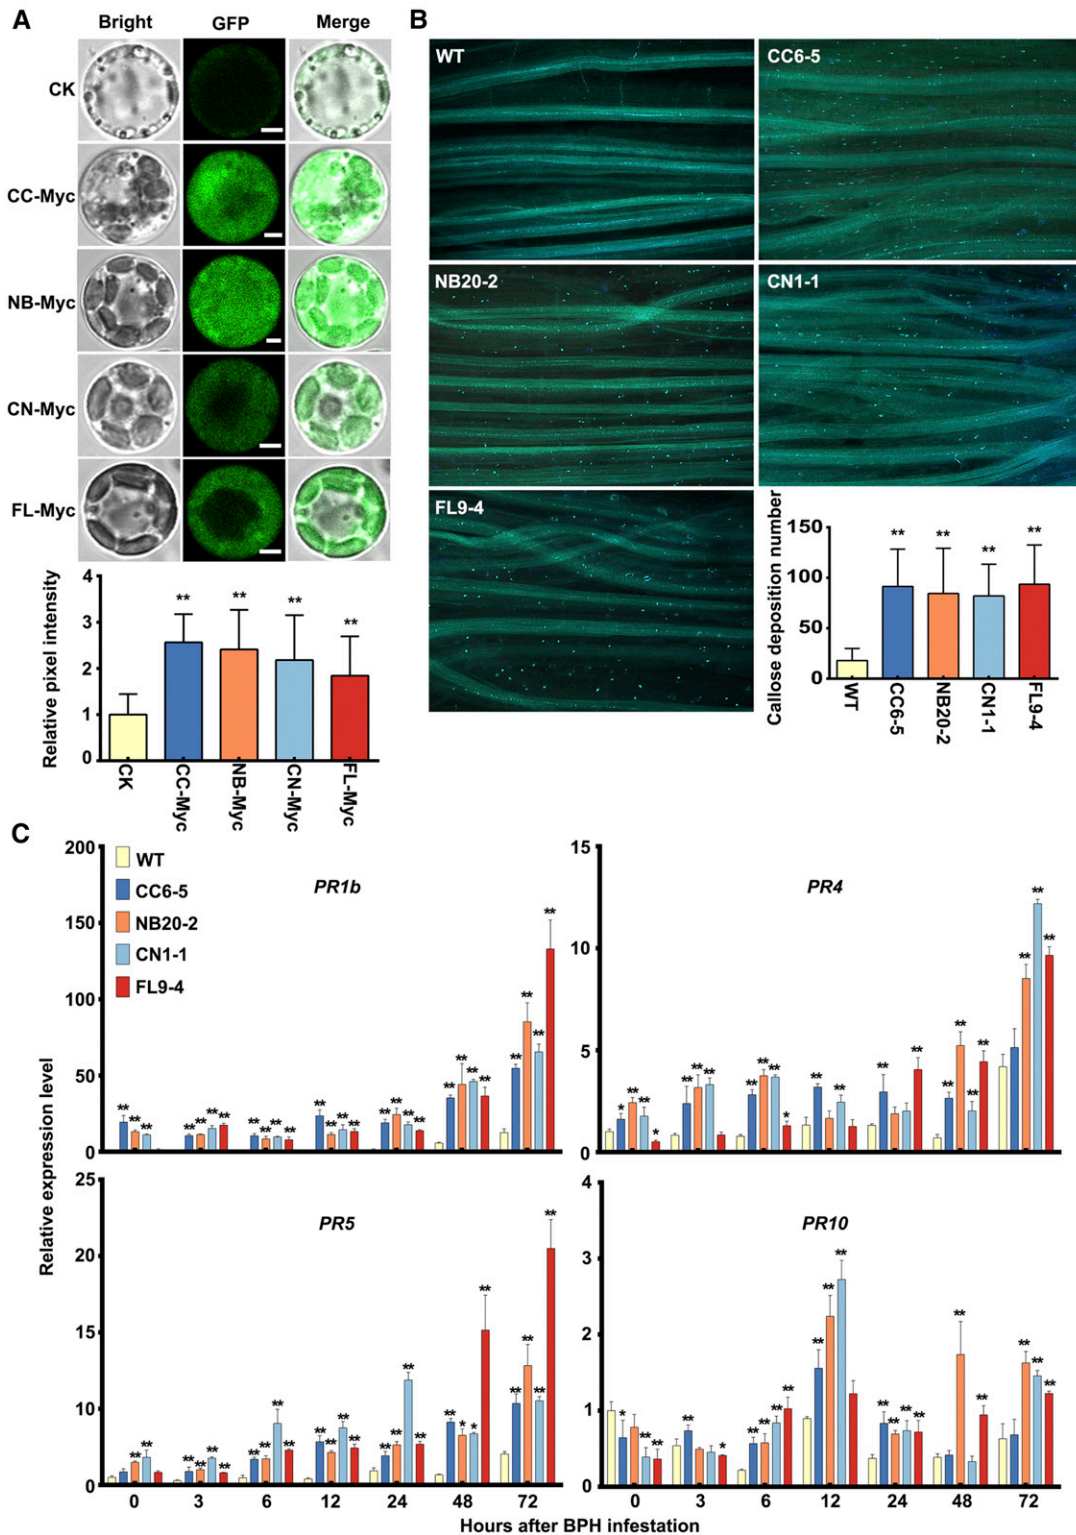 A
Bright GFP Merge
CK
CC-Myc
NB-Myc
CN-Myc
FL-Myc
Relative pixel intensity
4
3
2
1
0
** ** ** **
CK CC-Myc NB-Myc CN-Myc FL-Myc
B
WT CC6-5
NB20-2 CN1-1
FL9-4
Callose deposition number
150
100
50
0
** ** ** **
WT CC6-5 NB20-2 CN1-1 FL9-4
C
Relative expression level
WT
CC6-5
NB20-2
CN1-1
FL9-4
PR1b
200
150
100
50
0
PR4
15
10
5
0
PR5
25
20
15
10
5
0
PR10
4
3
2
1
0
0 3 6 12 24 48 72
0 3 6 12 24 48 72
Hours after BPH infestation